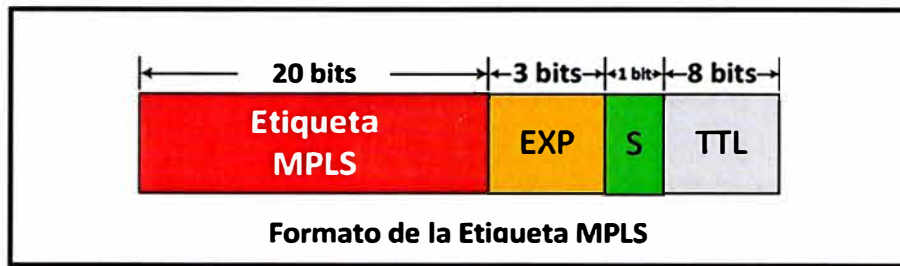 20 bits 3 bits 1 bit 8 bits
Etiqueta
MPLS
EXP
S
TTL
Formato de la Etiqueta MPLS